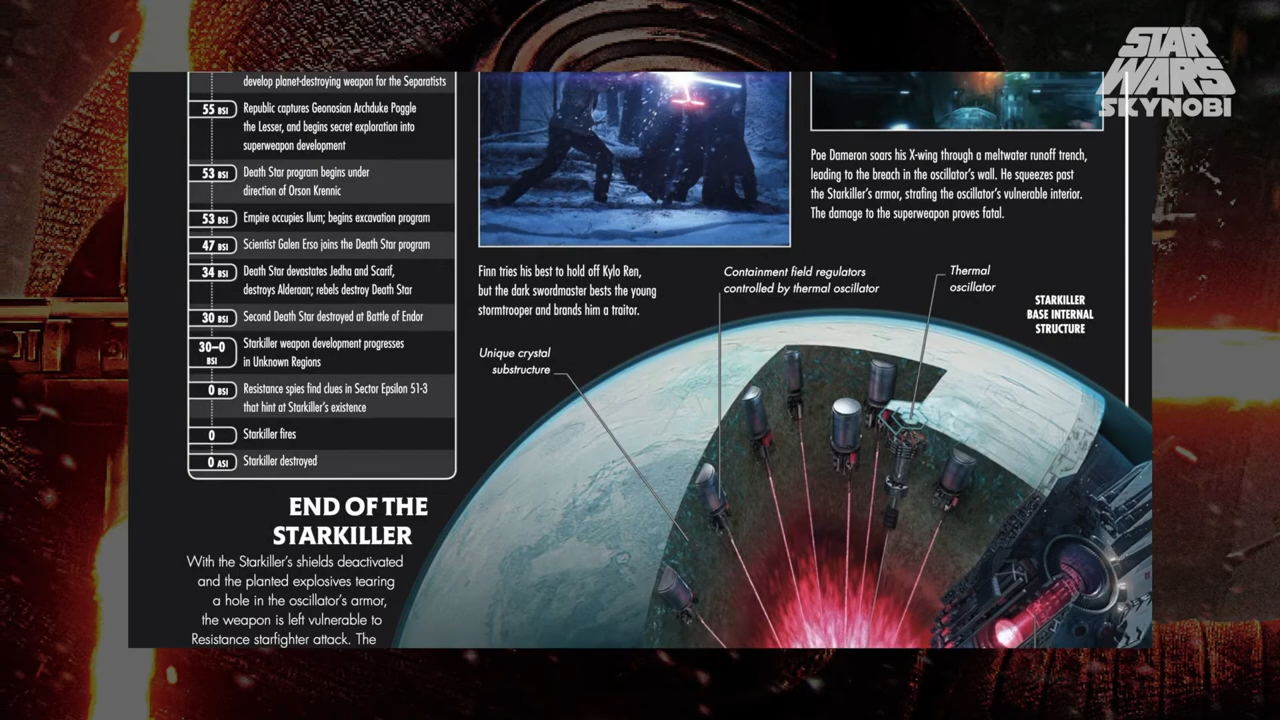 STAR
WARS
SKYNOBI
develop planet-destroying weapon for the Separatists
55 BSI Republic captures Geonosian Archduke Poggle
the Lesser, and begins secret exploration into
superweapon development
53 BSI Death Star program begins under
direction of Orson Krennic
53 BSI Empire occupies Ilum; begins excavation program
47 BSI Scientist Galen Erso joins the Death Star program
34 BSI Death Star devastates Jedha and Scarif,
destroys Alderaan; rebels destroy Death Star
30 BSI Second Death Star destroyed at Battle of Endor
30–0 BSI Starkiller weapon development progresses
in Unknown Regions
0 BSI Resistance spies find clues in Sector Epsilon 51-3
that hint at Starkiller's existence
0 Starkiller fires
0 ASI Starkiller destroyed
END OF THE
STARKILLER
With the Starkiller's shields deactivated
and the planted explosives tearing
a hole in the oscillator's armor,
the weapon is left vulnerable to
Resistance starfighter attack. The
Finn tries his best to hold off Kylo Ren,
but the dark swordmaster bests the young
stormtrooper and brands him a traitor.
Poe Dameron soars his X-wing through a meltwater runoff trench,
leading to the breach in the oscillator's wall. He squeezes past
the Starkiller's armor, strafing the oscillator's vulnerable interior.
The damage to the superweapon proves fatal.
Unique crystal
substructure
Containment field regulators
controlled by thermal oscillator
Thermal
oscillator
STARKILLER
BASE INTERNAL
STRUCTURE